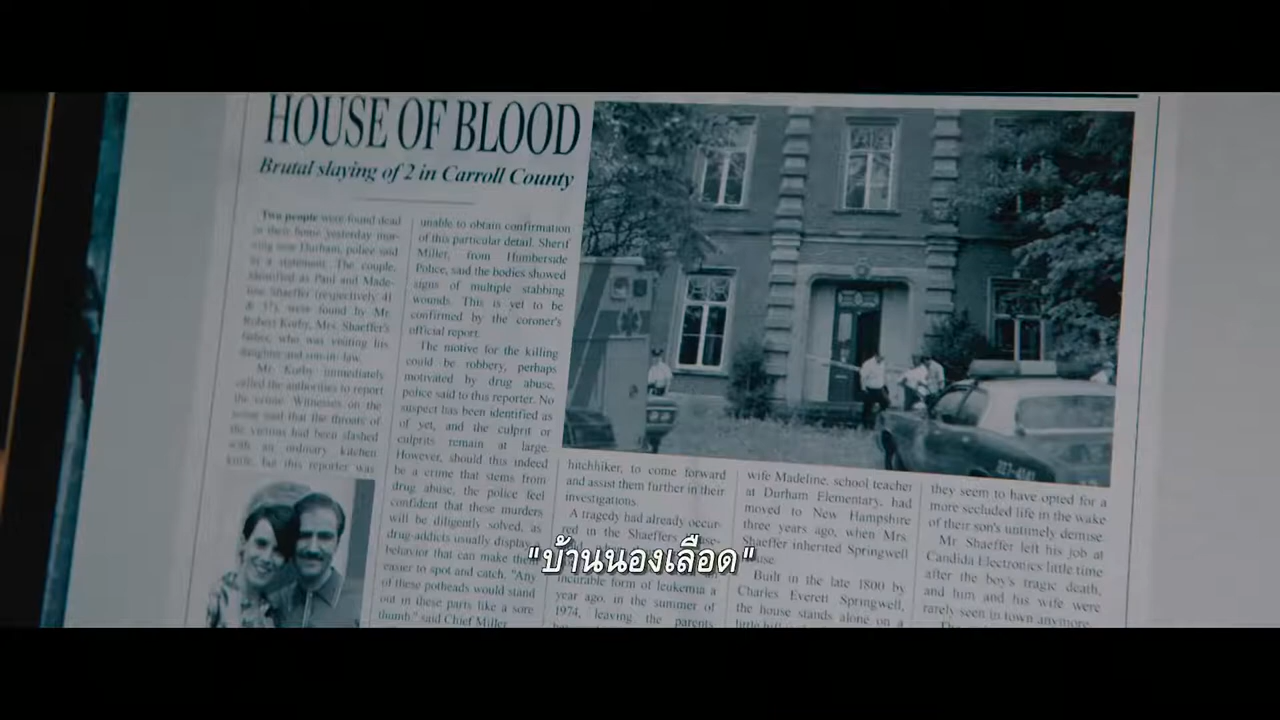 HOUSE OF BLOOD
Brutal slaying of 2 in Carroll County
Two people were found dead
in their home yesterday mor-
ning near Durham, police said
in a statement. The couple,
identified as Paul and Made-
line Shaeffer (respectively 41
& 37), were found by Mr.
Robert Korby, Mrs. Shaeffer's
father, who was visiting his
daughter and son-in-law.
Mr. Korby immediately
called the authorities to report
the crime. Witnesses on the
scene said that the throats of
the victims had been slashed
with an ordinary kitchen
knife, but this reporter was
unable to obtain confirmation
of this particular detail. Sherif
Miller, from Humberside
Police, said the bodies showed
signs of multiple stabbing
wounds. This is yet to be
confirmed by the coroner's
official report.
The motive for the killing
could be robbery, perhaps
motivated by drug abuse,
police said to this reporter. No
suspect has been identified as
of yet, and the culprit or
culprits remain at large.
However, should this indeed
be a crime that stems from
drug abuse, the police feel
confident that these murders
will be diligently solved, as
drug-addicts usually display
behavior that can make them
easier to spot and catch. "Any
of these potheads would stand
out in these parts like a sore
thumb" said Chief Miller
hitchhiker, to come forward
and assist them further in their
investigations.
A tragedy had already occur-
red in the Shaeffers
incurable form of leukemia a
year ago, in the summer of
1974, leaving the parents
wife Madeline, school teacher
at Durham Elementary, had
moved to New Hampshire
three years ago, when Mrs.
Shaeffer inherited Springwell
Built in the late 1800 by
Charles Everett Springwell,
the house stands alone on a
they seem to have opted for a
more secluded life in the wake
of their son's untimely demise.
Mr Shaeffer left his job at
Candida Electronics little time
after the boy's tragic death,
and him and his wife were
rarely seen in town anymore.
"บ้านนองเลือด"